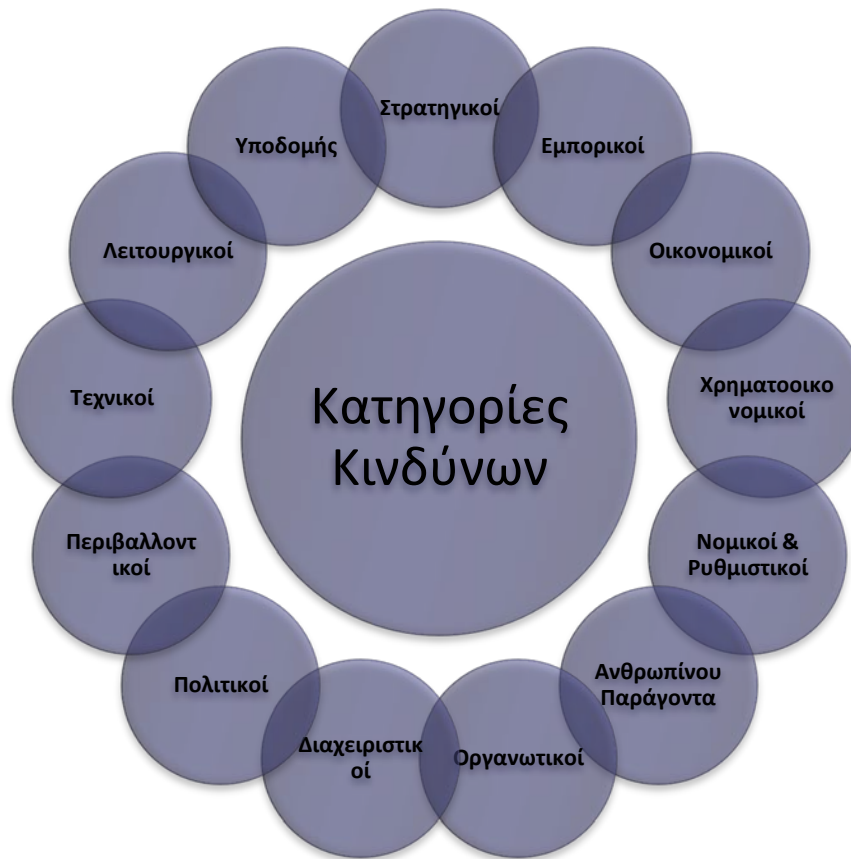 Κατηγορίες
Κινδύνων
Στρατηγικοί
Εμπορικοί
Οικονομικοί
Χρηματοοικο
νομικοί
Νομικοί &
Ρυθμιστικοί
Ανθρωπίνου
Παράγοντα
Οργανωτικοί
Διαχειριστικ
οί
Πολιτικοί
Περιβαλλοντ
ικοί
Τεχνικοί
Λειτουργικοί
Υποδομής